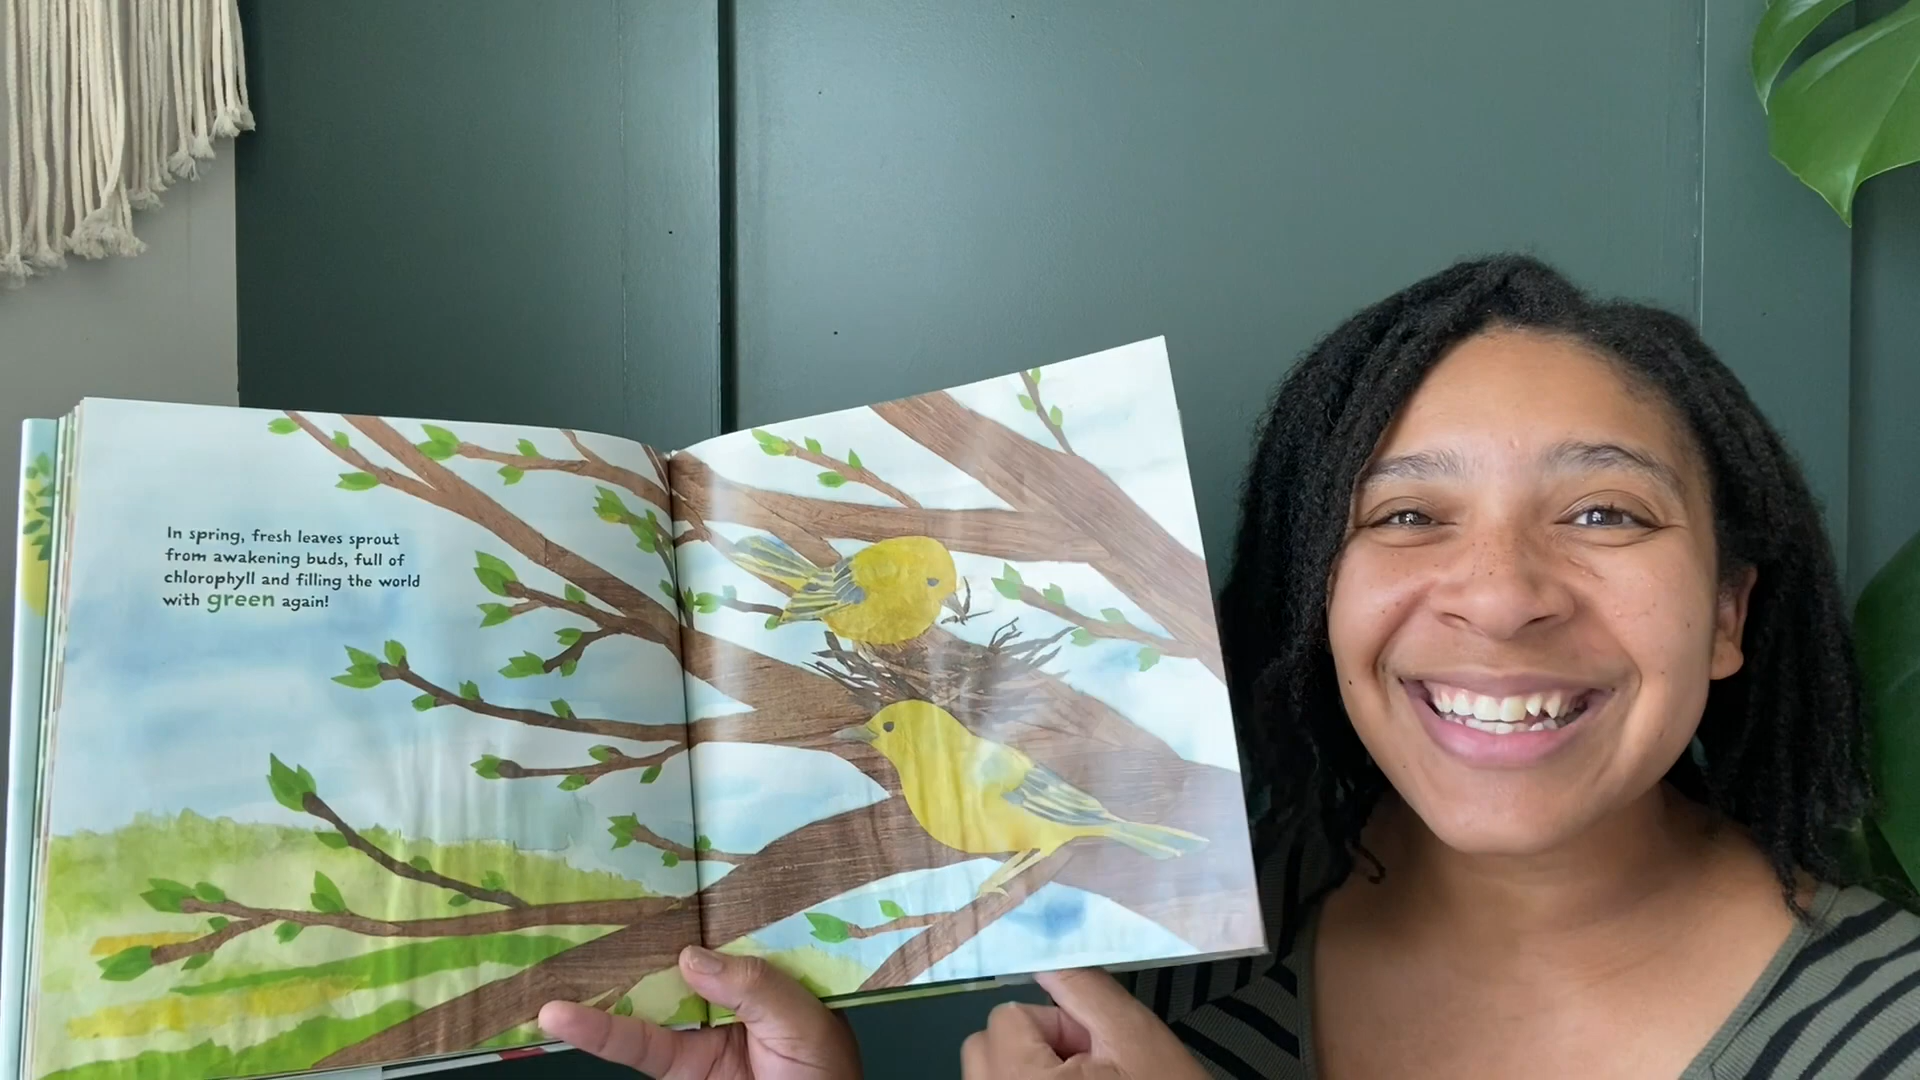 In spring, fresh leaves sprout
from awakening buds, full of
chlorophyll and filling the world
with green again!